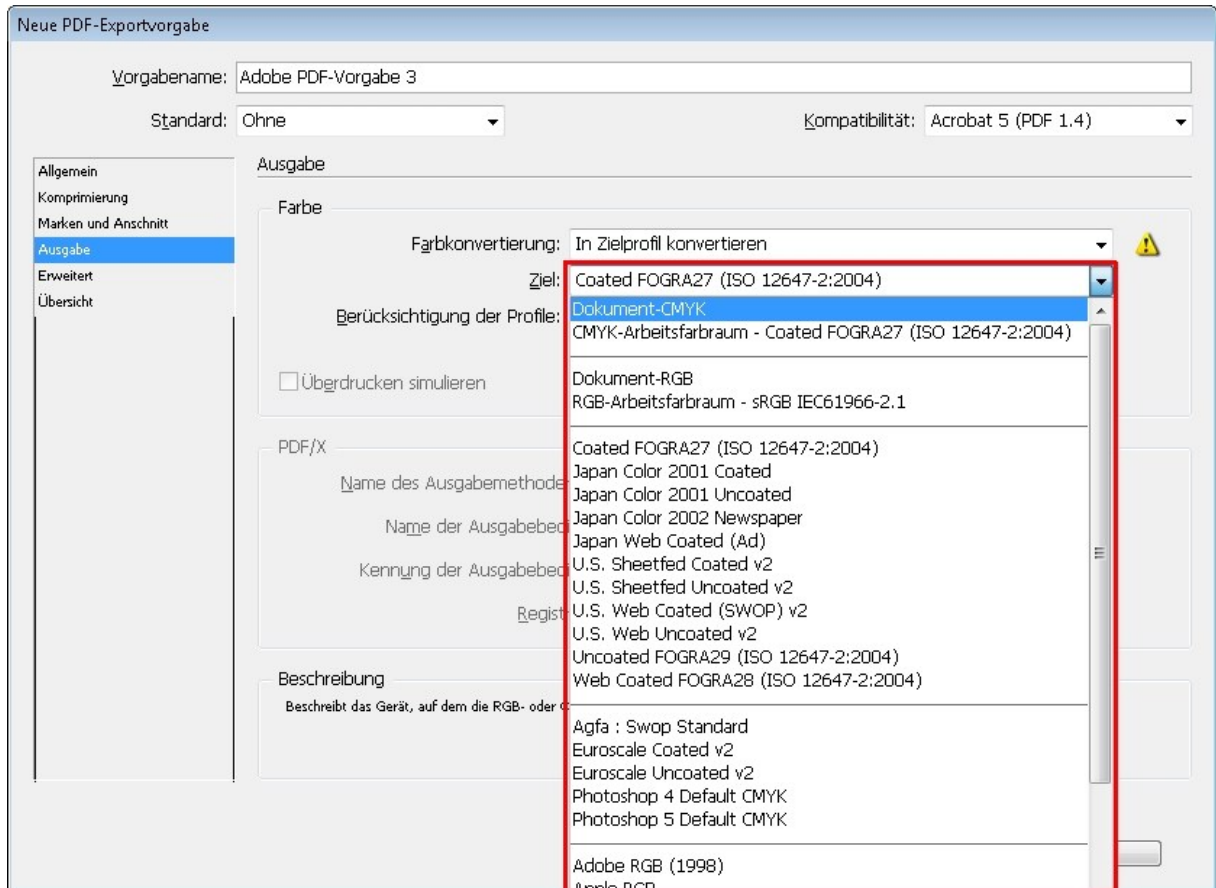 Neue PDF-Exportvorgabe
Vorgabename: Adobe PDF-Vorgabe 3
Standard: Ohne
Kompatibilität: Acrobat 5 (PDF 1.4)
Allgemein
Komprimierung
Marken und Anschnitt
Ausgabe
Erweitert
Übersicht
Ausgabe
Farbe
Farbkonvertierung: In Zielprofil konvertieren
Ziel: Coated FOGRA27 (ISO 12647-2:2004)
Berücksichtigung der Profile:
Überdrucken simulieren
PDF/X
Name des Ausgabemethode
Name der Ausgabebed
Kennung der Ausgabebed
Regist
Beschreibung
Beschreibt das Gerät, auf dem die RGB- oder
Dokument-CMYK
CMYK-Arbeitsfarbraum - Coated FOGRA27 (ISO 12647-2:2004)
Dokument-RGB
RGB-Arbeitsfarbraum - sRGB IEC61966-2.1
Coated FOGRA27 (ISO 12647-2:2004)
Japan Color 2001 Coated
Japan Color 2001 Uncoated
Japan Color 2002 Newspaper
Japan Web Coated (Ad)
U.S. Sheetfed Coated v2
U.S. Sheetfed Uncoated v2
U.S. Web Coated (SWOP) v2
U.S. Web Uncoated v2
Uncoated FOGRA29 (ISO 12647-2:2004)
Web Coated FOGRA28 (ISO 12647-2:2004)
Agfa : Swop Standard
Euroscale Coated v2
Euroscale Uncoated v2
Photoshop 4 Default CMYK
Photoshop 5 Default CMYK
Adobe RGB (1998)
Apple RGB